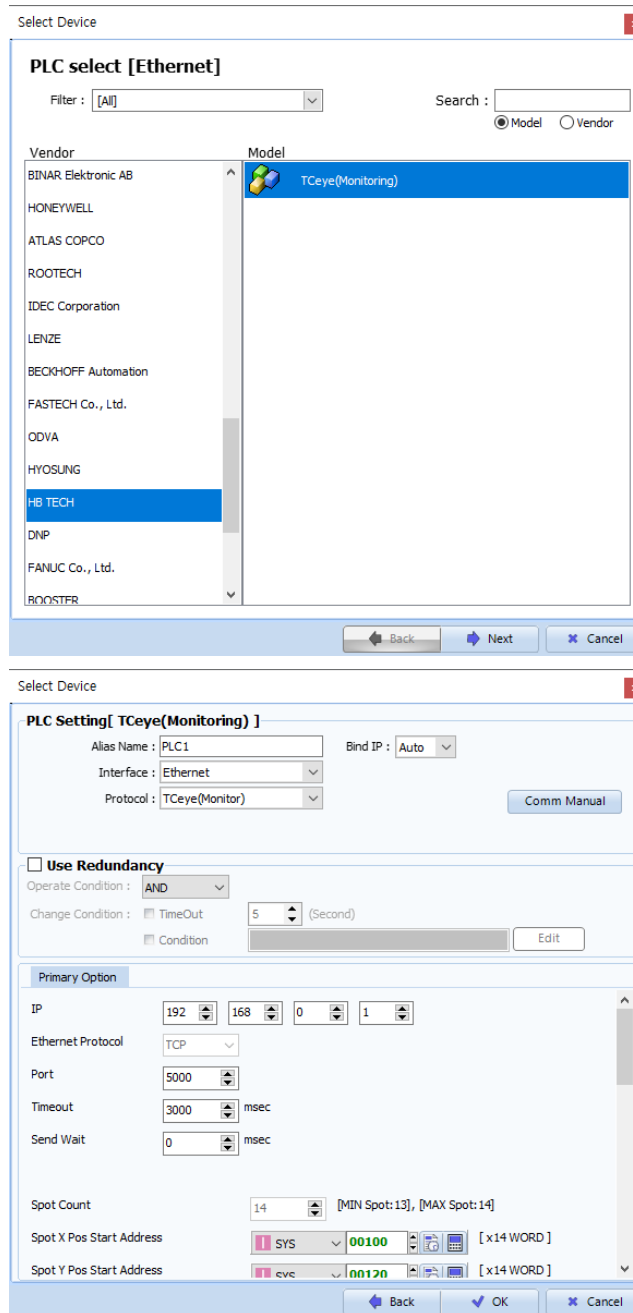 Select Device
PLC select [Ethernet]
Filter : [All] Search :
Model Vendor
Vendor Model
BINAR Elektronic AB TCeye(Monitoring)
HONEYWELL
ATLAS COPCO
ROOTECH
IDEC Corporation
LENZE
BECKHOFF Automation
FASTECH Co., Ltd.
ODVA
HYOSUNG
HB TECH
DNP
FANUC Co., Ltd.
BOOSTER
Back Next Cancel
Select Device
PLC Setting[ TCeye(Monitoring) ]
Alias Name : PLC1 Bind IP : Auto
Interface : Ethernet
Protocol : TCeye(Monitor) Comm Manual
Use Redundancy
Operate Condition : AND
Change Condition : TimeOut 5 (Second)
Condition Edit
Primary Option
IP 192 168 0 1
Ethernet Protocol TCP
Port 5000
Timeout 3000 msec
Send Wait 0 msec
Spot Count 14 [MIN Spot:13], [MAX Spot:14]
Spot X Pos Start Address SYS 00100 [ x14 WORD ]
Spot Y Pos Start Address SYS 00120 [ x14 WORD ]
Back OK Cancel